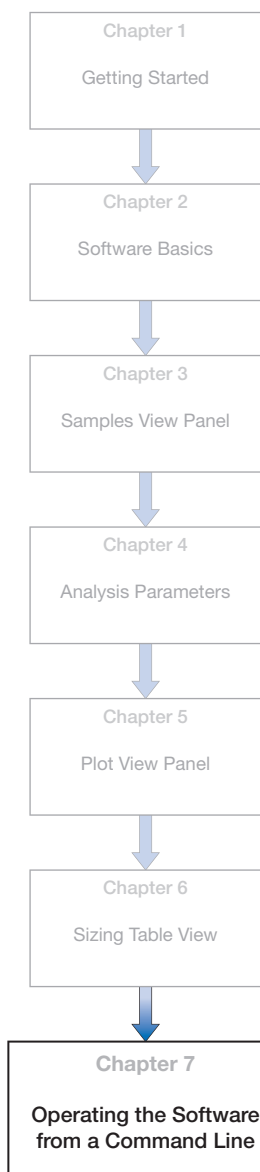 Chapter 1
Getting Started
Chapter 2
Software Basics
Chapter 3
Samples View Panel
Chapter 4
Analysis Parameters
Chapter 5
Plot View Panel
Chapter 6
Sizing Table View
Chapter 7
Operating the Software
from a Command Line